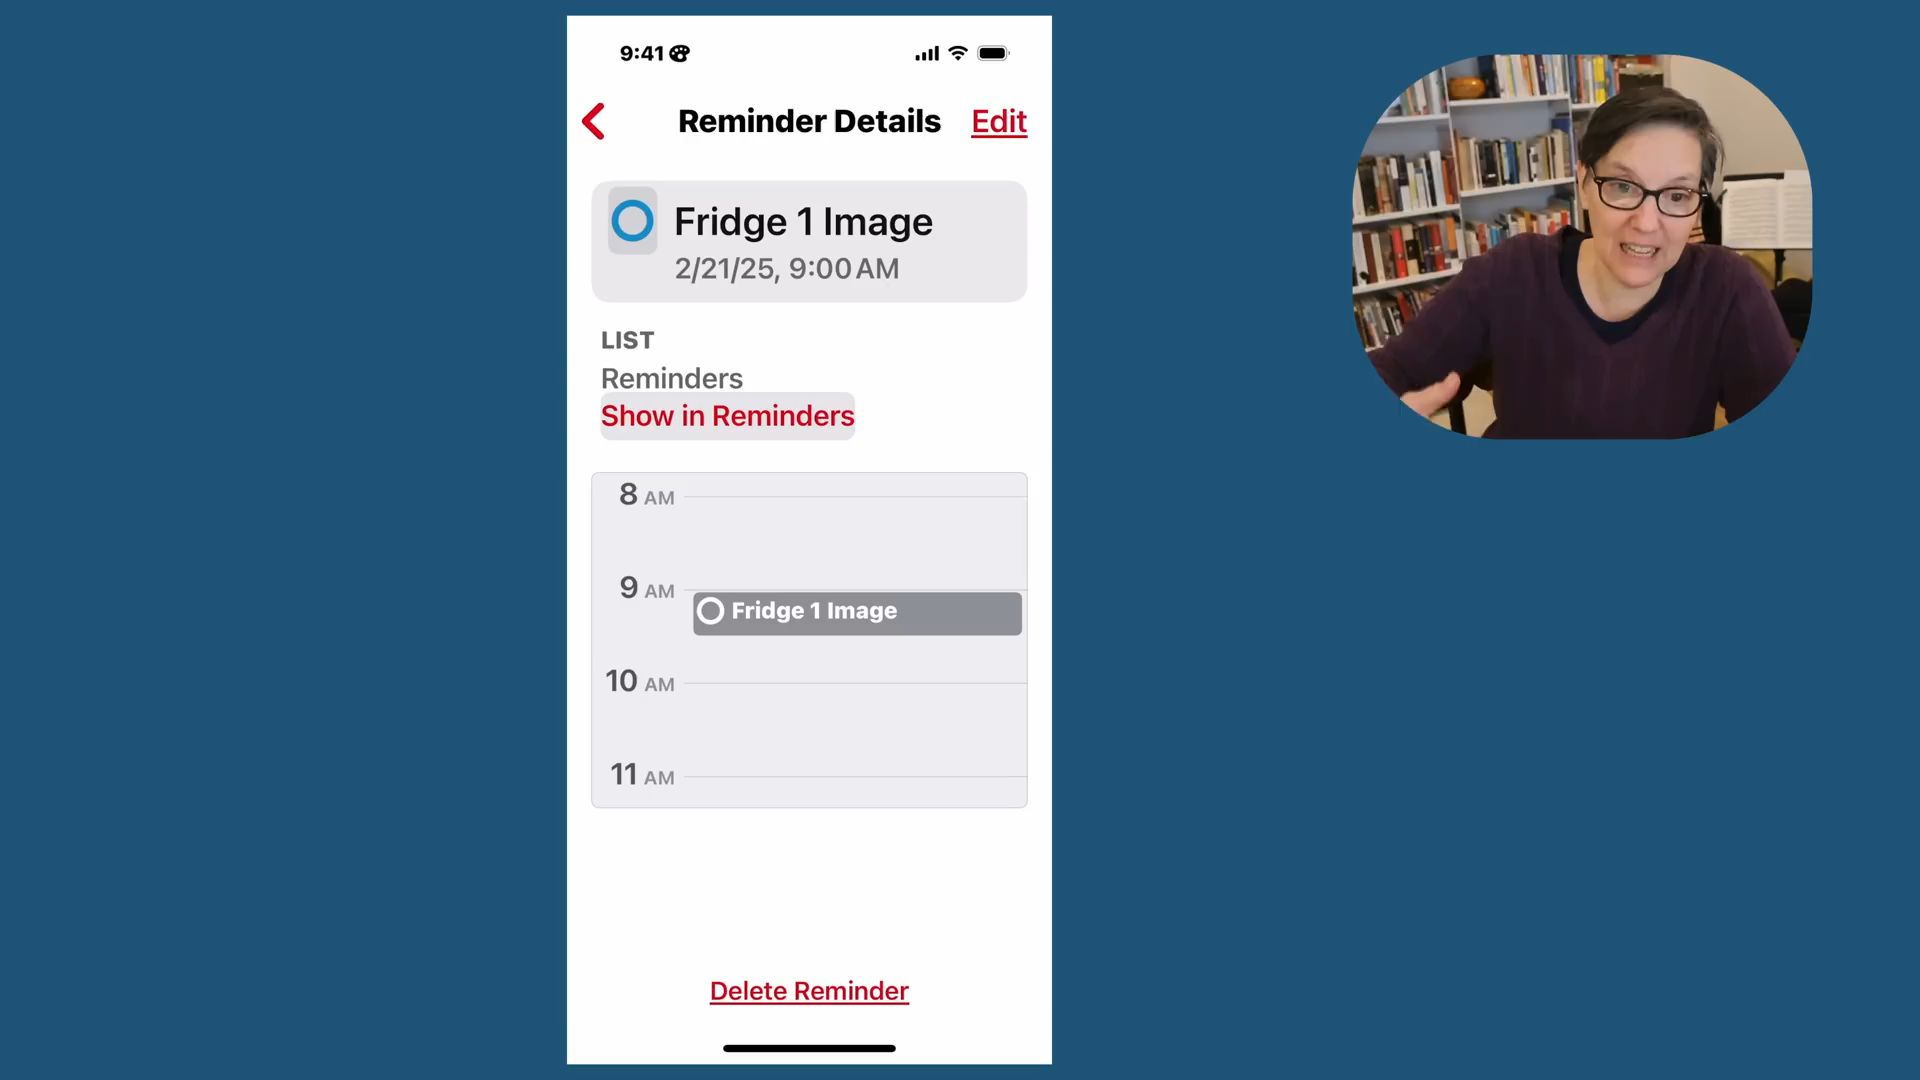 9:41
Reminder Details
Edit
Fridge 1 Image
2/21/25, 9:00 AM
LIST
Reminders
Show in Reminders
8 AM
9 AM
Fridge 1 Image
10 AM
11 AM
Delete Reminder